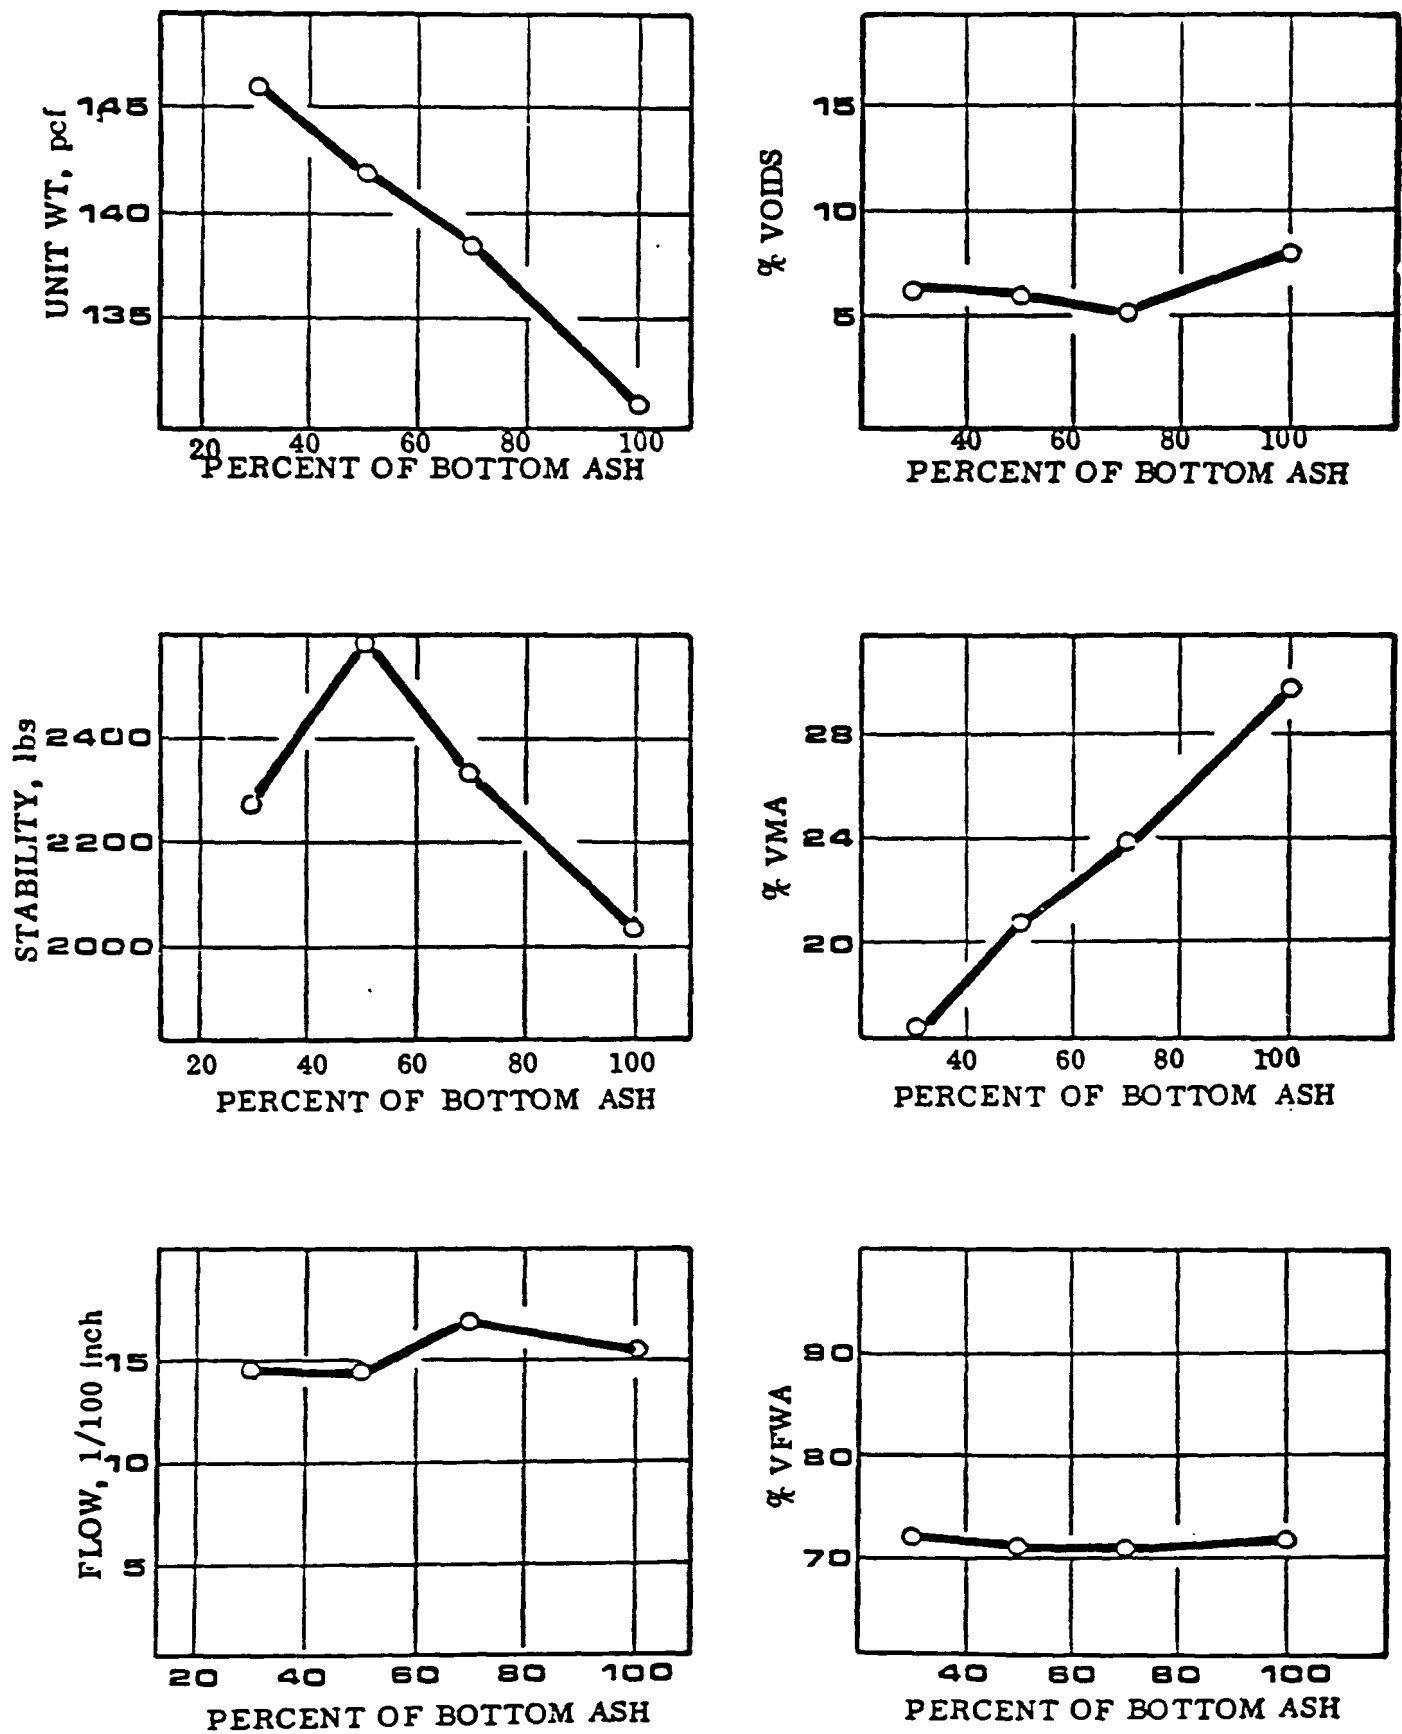 UNIT WT, pcf
145
140
135
20 40 60 80 100
PERCENT OF BOTTOM ASH
% VOIDS
15
10
5
40 60 80 100
PERCENT OF BOTTOM ASH
STABILITY, lbs
2400
2200
2000
20 40 60 80 100
PERCENT OF BOTTOM ASH
% VMA
28
24
20
40 60 80 100
PERCENT OF BOTTOM ASH
FLOW, 1/100 inch
15
10
5
20 40 60 80 100
PERCENT OF BOTTOM ASH
% VFWA
90
80
70
40 60 80 100
PERCENT OF BOTTOM ASH